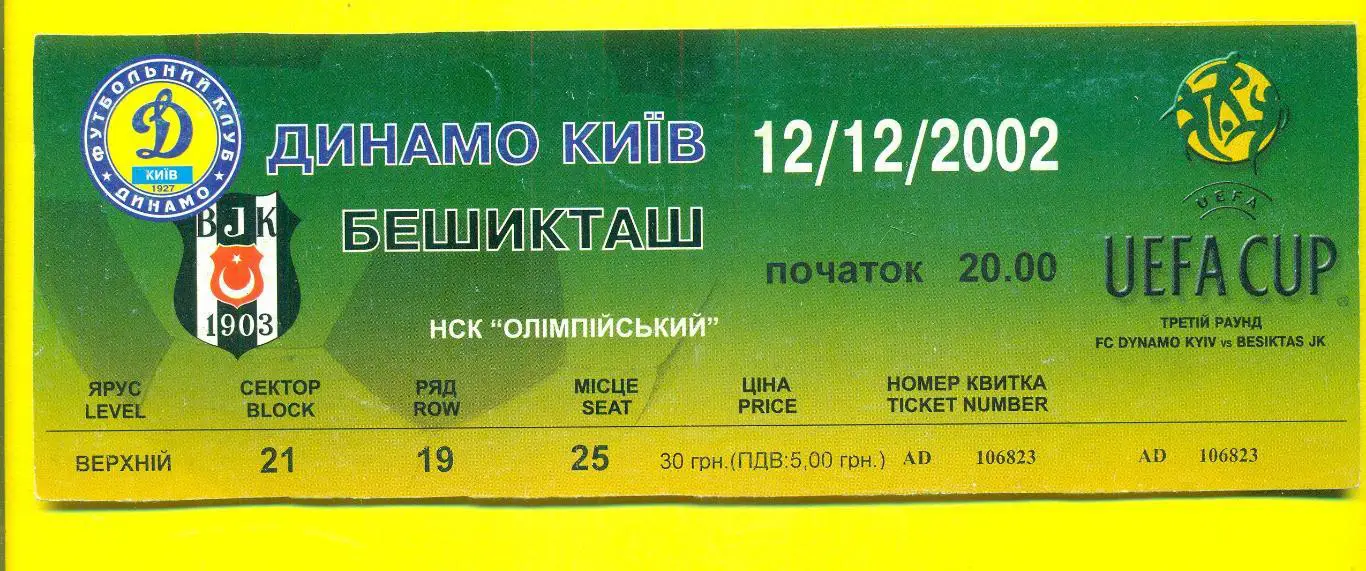 ФУТБОЛЬНИЙ КЛУБ
Д
КИЇВ
1927
ДИНАМО
ДИНАМО КИЇВ
12/12/2002
BJK
1903
БЕШИКТАШ
початок 20.00
НСК “ОЛІМПІЙСЬКИЙ”
UEFA
UEFA CUP
ТРЕТІЙ РАУНД
FC DYNAMO KYIV vs BESIKTAS JK
ЯРУС СЕКТОР РЯД МІСЦЕ ЦІНА НОМЕР КВИТКА
LEVEL BLOCK ROW SEAT PRICE TICKET NUMBER
ВЕРХНІЙ 21 19 25 30 грн.(ПДВ:5,00 грн.) AD 106823 AD 106823